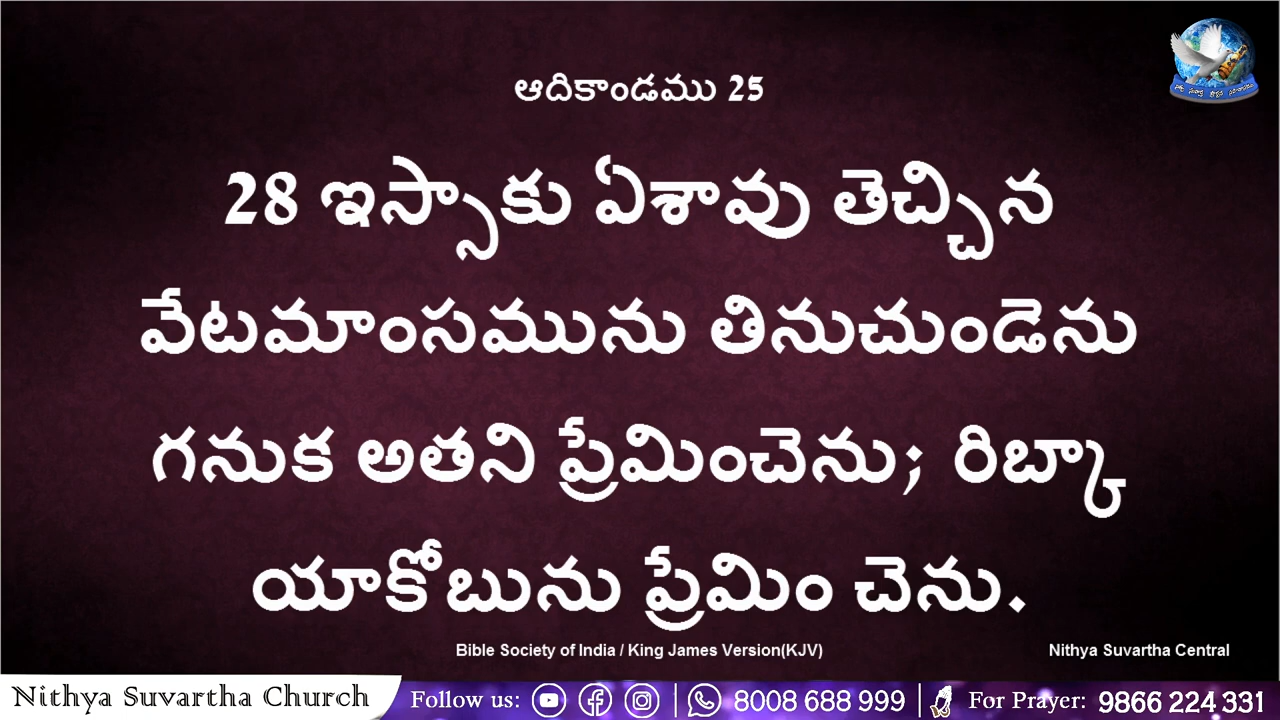 ఆదికాండము 25
28 ఇస్సాకు ఏశావు తెచ్చిన
వేటమాంసమును తినుచుండెను
గనుక అతని ప్రేమించెను; రిబ్కా
యాకోబును ప్రేమిం చెను.
Bible Society of India / King James Version(KJV)
Nithya Suvartha Central
Nithya Suvartha Church
Follow us: 8008 688 999
For Prayer: 9866 224 331